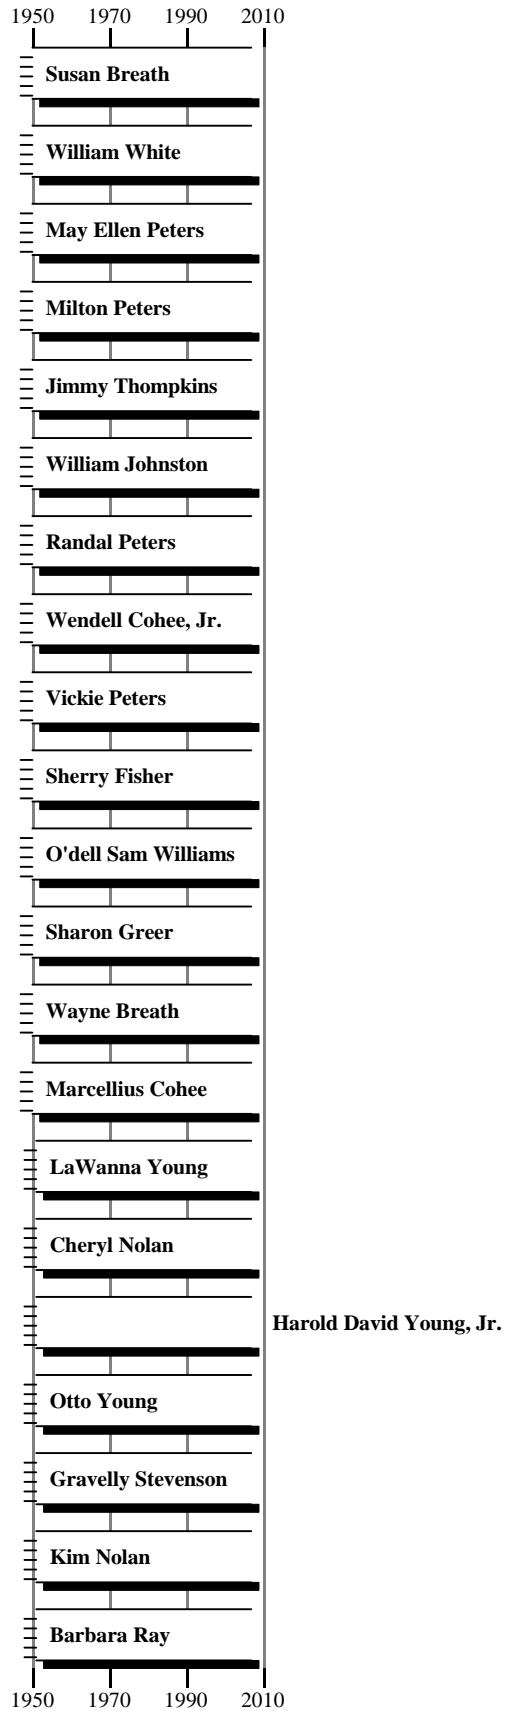 1950 1970 1990 2010
Susan Breath
William White
May Ellen Peters
Milton Peters
Jimmy Thompkins
William Johnston
Randal Peters
Wendell Cohee, Jr.
Vickie Peters
Sherry Fisher
O'dell Sam Williams
Sharon Greer
Wayne Breath
Marcellius Cohee
LaWanna Young
Cheryl Nolan
Harold David Young, Jr.
Otto Young
Gravelly Stevenson
Kim Nolan
Barbara Ray
1950 1970 1990 2010